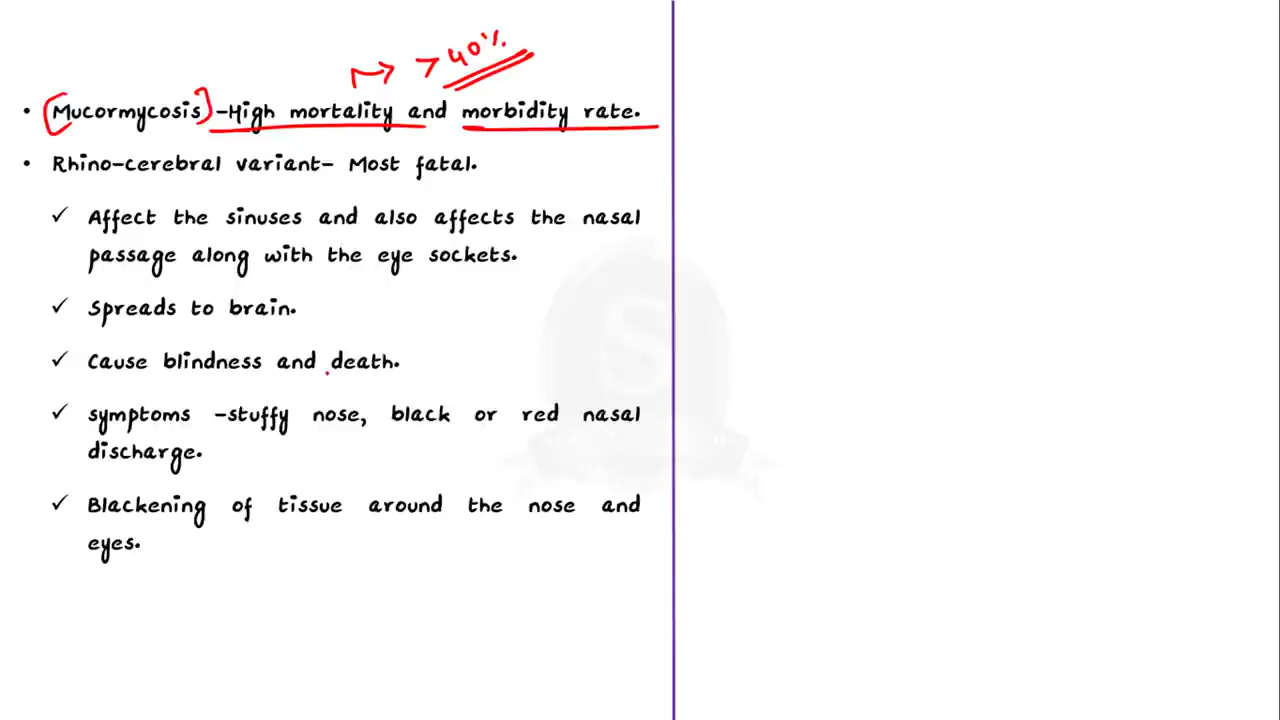 > 40%
• [Mucormycosis] -High mortality and morbidity rate.
• Rhino-cerebral variant- Most fatal.
✓ Affect the sinuses and also affects the nasal
passage along with the eye sockets.
✓ Spreads to brain.
✓ Cause blindness and death.
✓ symptoms -stuffy nose, black or red nasal
discharge.
✓ Blackening of tissue around the nose and
eyes.
S